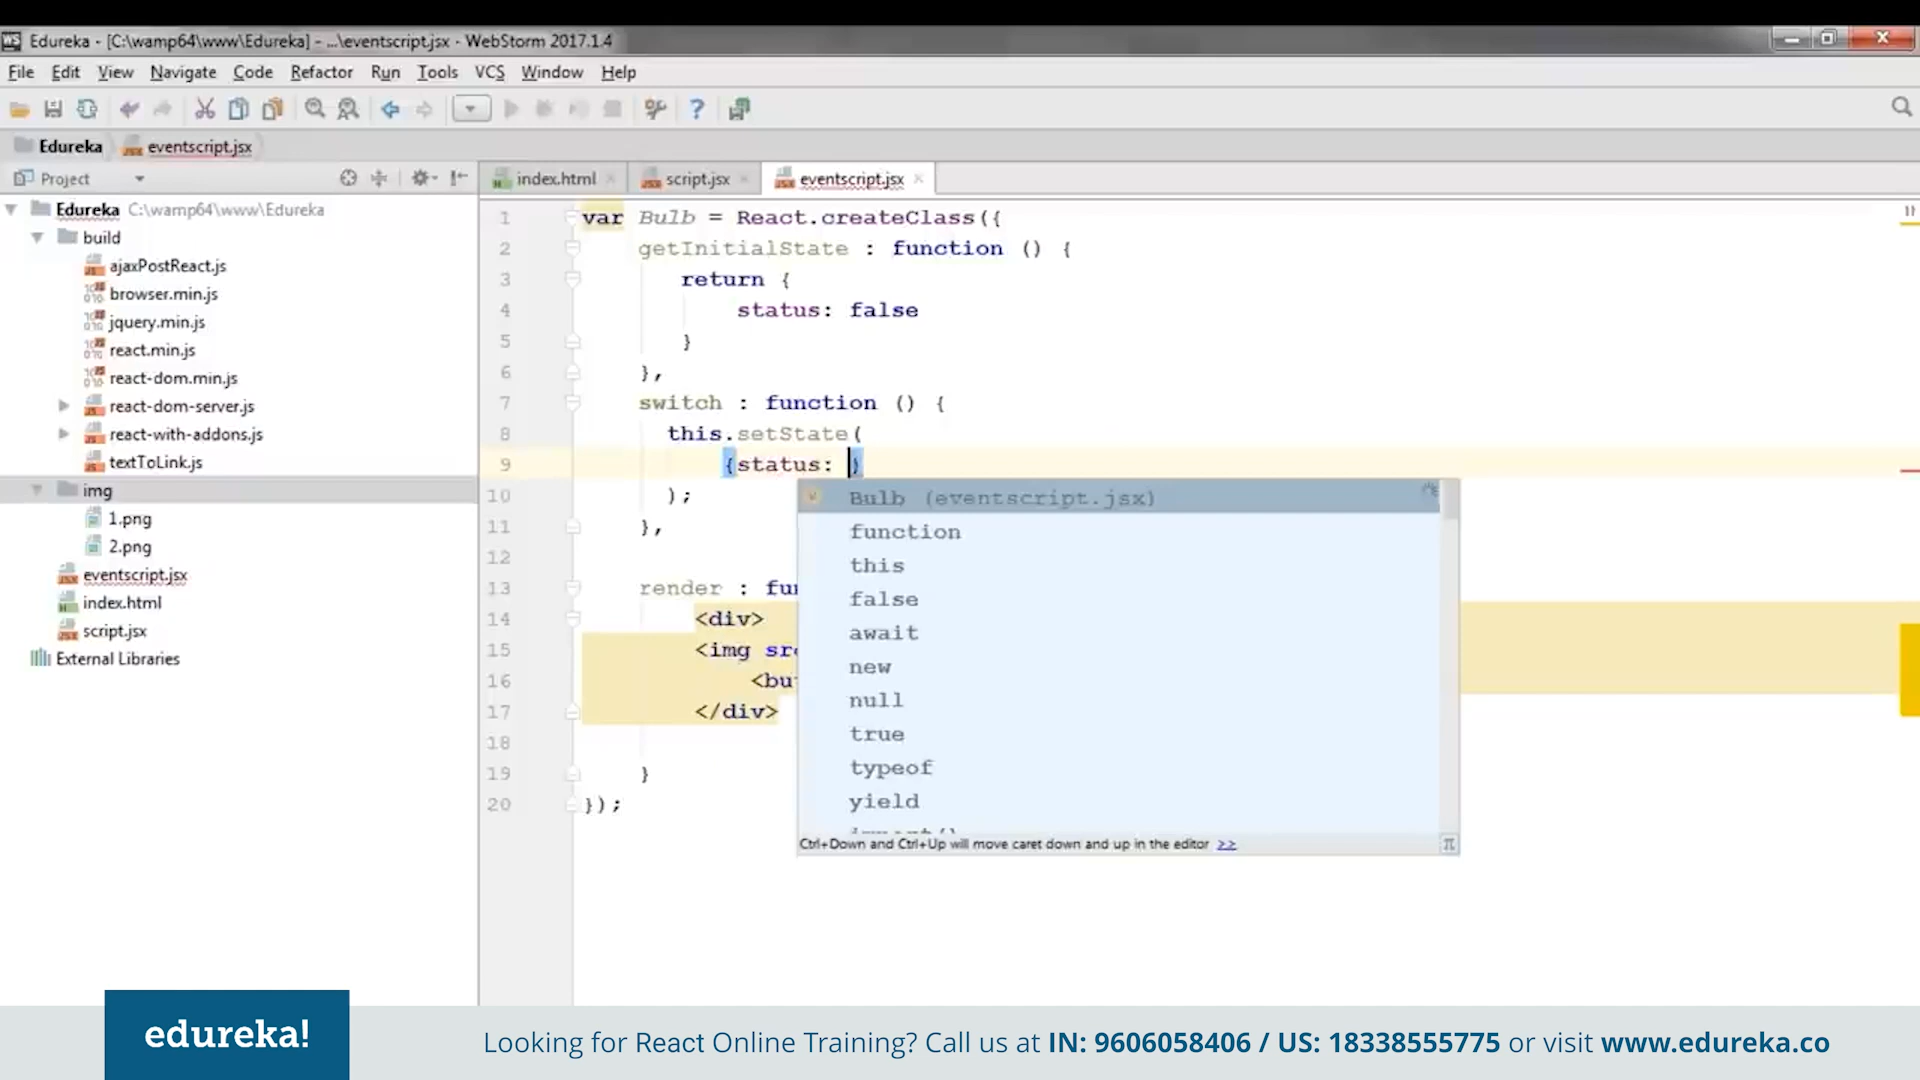 Edureka - [C:\wamp64\www\Edureka] - ...\eventscript.jsx - WebStorm 2017.1.4
File Edit View Navigate Code Refactor Run Tools VCS Window Help
Edureka eventscript.jsx
Project
index.html script.jsx eventscript.jsx
Edureka C:\wamp64\www\Edureka
build
ajaxPostReact.js
browser.min.js
jquery.min.js
react.min.js
react-dom.min.js
react-dom-server.js
react-with-addons.js
textToLink.js
img
1.png
2.png
eventscript.jsx
index.html
script.jsx
External Libraries
1 var Bulb = React.createClass({
2 getInitialState : function () {
3 return {
4 status: false
5 }
6 },
7 switch : function () {
8 this.setState(
9 {status: }
10 );
11 },
12
13 render :
14 <div>
15 <img
16
17 </div>
18
19 }
20 });
Bulb (eventscript.jsx)
function
this
false
await
new
null
true
typeof
yield
Ctrl+Down and Ctrl+Up will move caret down and up in the editor >>
edureka!
Looking for React Online Training? Call us at IN: 9606058406 / US: 18338555775 or visit www.edureka.co